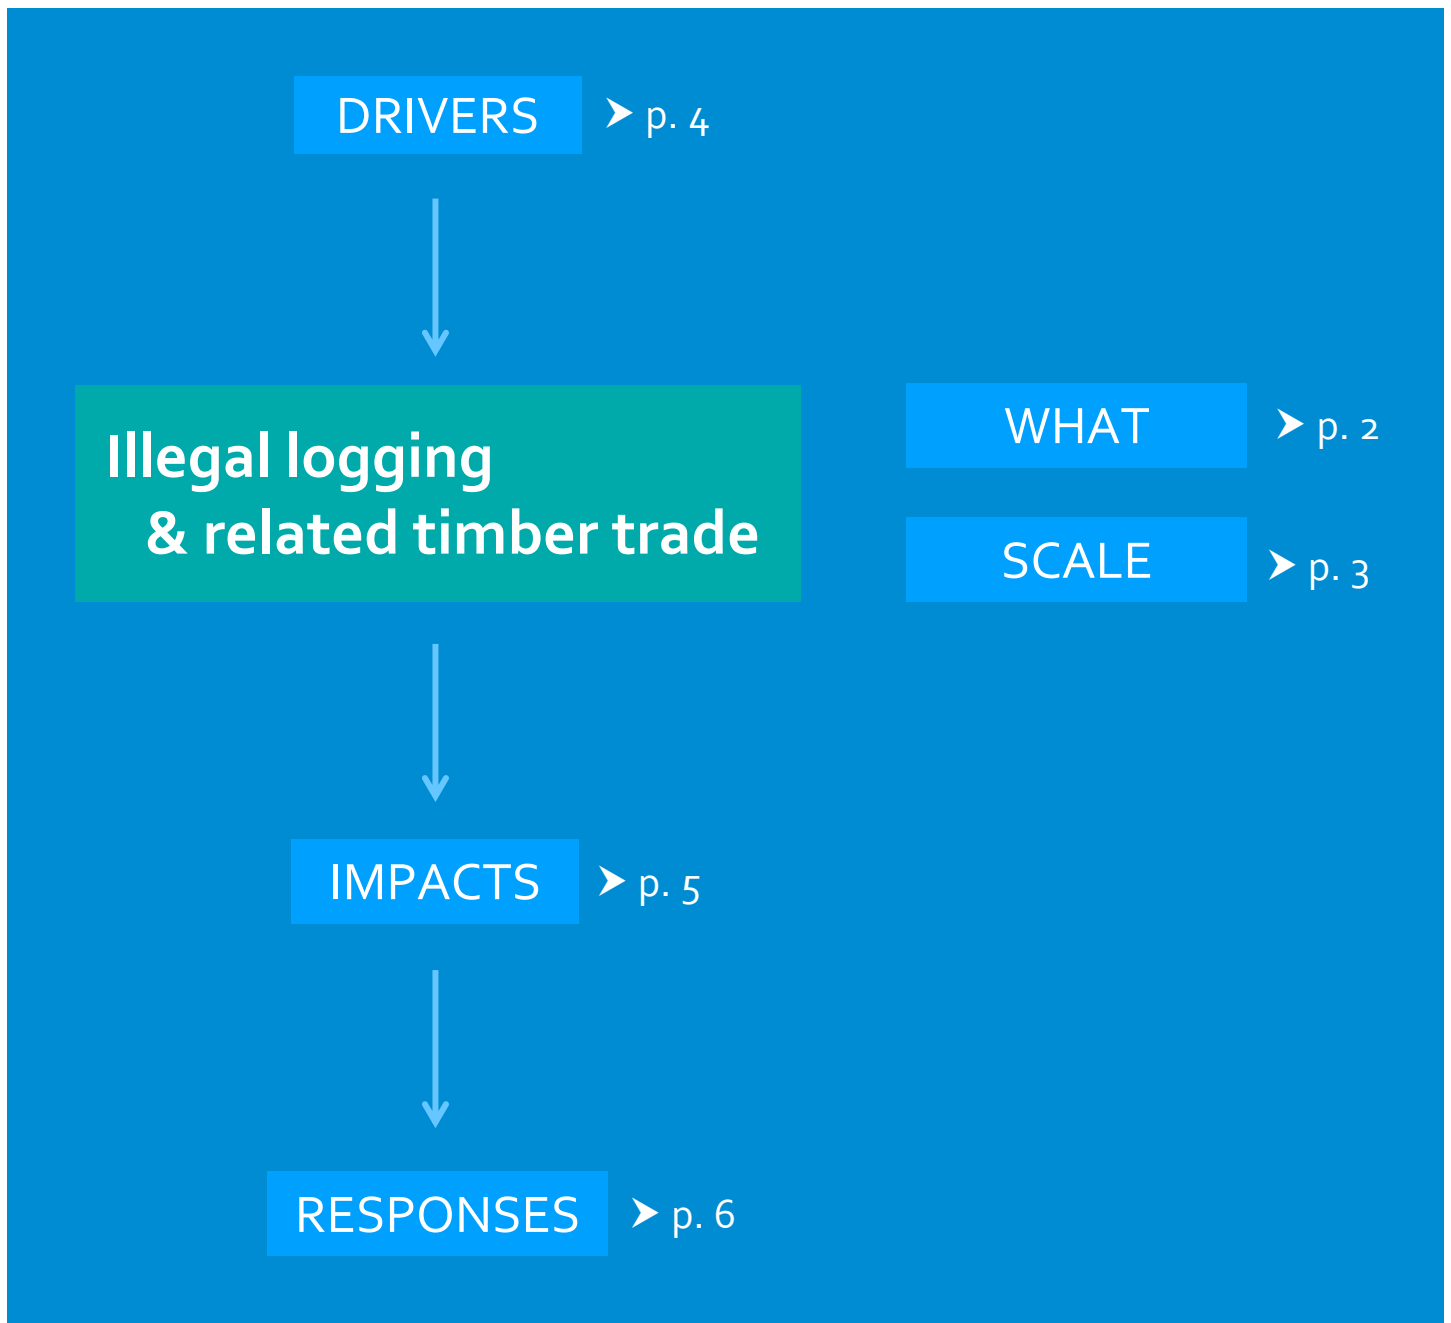 DRIVERS
➤ p. 4
Illegal logging
& related timber trade
WHAT
➤ p. 2
SCALE
➤ p. 3
IMPACTS
➤ p. 5
RESPONSES
➤ p. 6